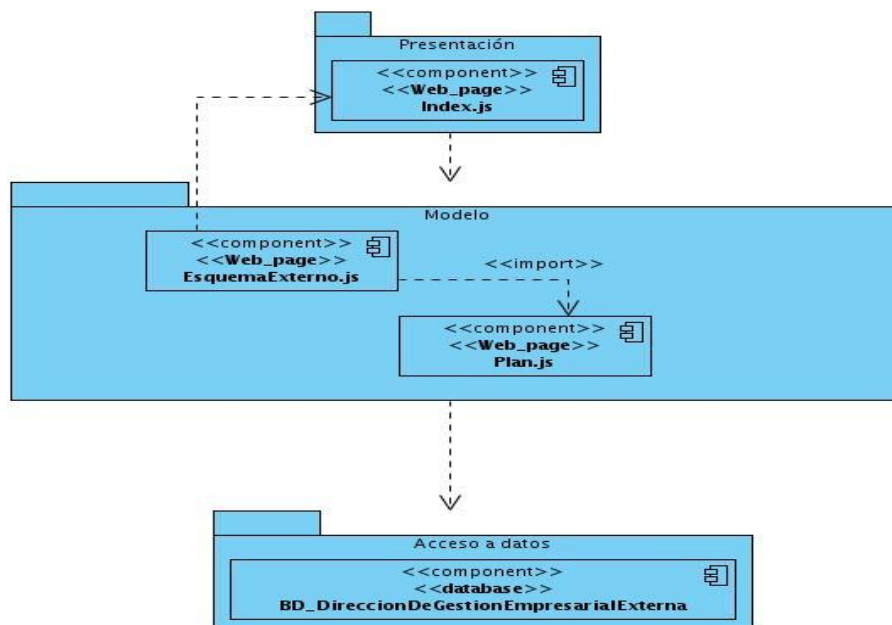 Presentación
<<component>>
<<Web_page>>
Index.js
Modelo
<<component>>
<<Web_page>>
EsquemaExterno.js
<<import>>
<<component>>
<<Web_page>>
Plan.js
Acceso a datos
<<component>>
<<database>>
BD_DireccionDeGestionEmpresarialExterna